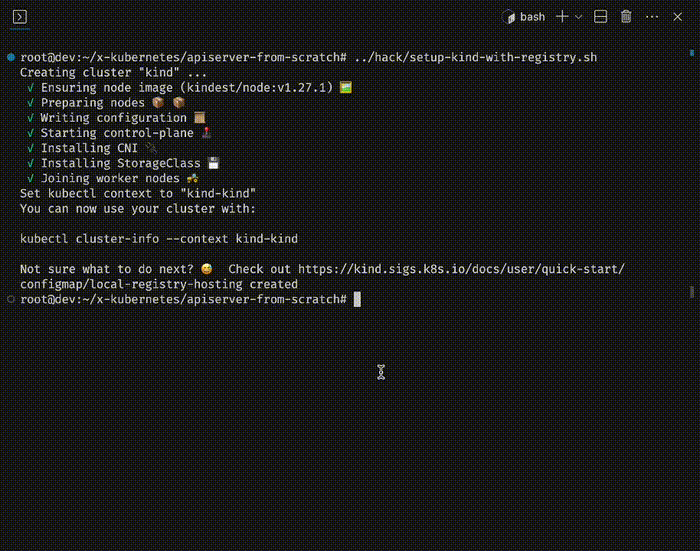 bash
root@dev:~/x-kubernetes/apiserver-from-scratch# ../hack/setup-kind-with-registry.sh
Creating cluster "kind" ...
✓ Ensuring node image (kindest/node:v1.27.1) 🖼
✓ Preparing nodes 📦 📦
✓ Writing configuration 📜
✓ Starting control-plane 🕹️
✓ Installing CNI 🔌
✓ Installing StorageClass 💾
✓ Joining worker nodes 🚜
Set kubectl context to "kind-kind"
You can now use your cluster with:
kubectl cluster-info --context kind-kind
Not sure what to do next? 😅  Check out https://kind.sigs.k8s.io/docs/user/quick-start/
configmap/local-registry-hosting created
root@dev:~/x-kubernetes/apiserver-from-scratch#